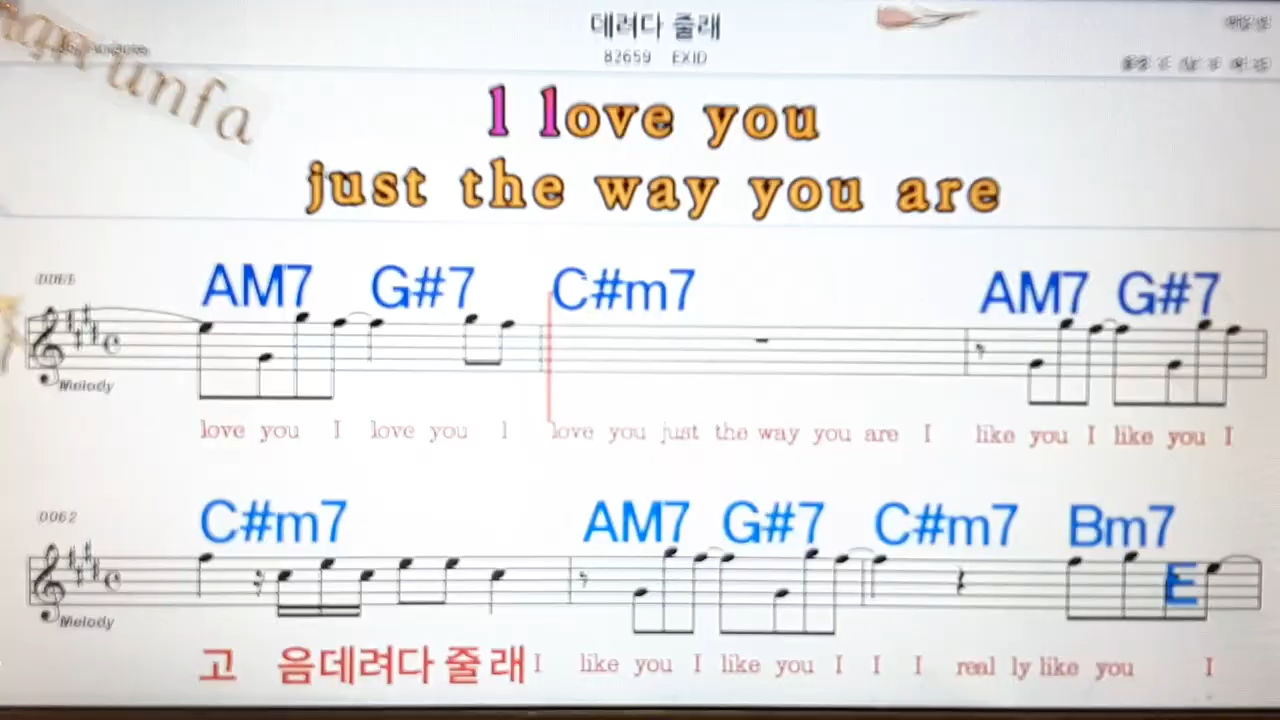 데려다 줄래
82659 EXID
I love you
just the way you are
AM7 G#7 C#m7 AM7 G#7
Melody
love you I love you I love you just the way you are I like you I like you I
0062
C#m7 AM7 G#7 C#m7 Bm7
E
Melody
고 음데려다 줄래 I like you I like you I I I real ly like you I